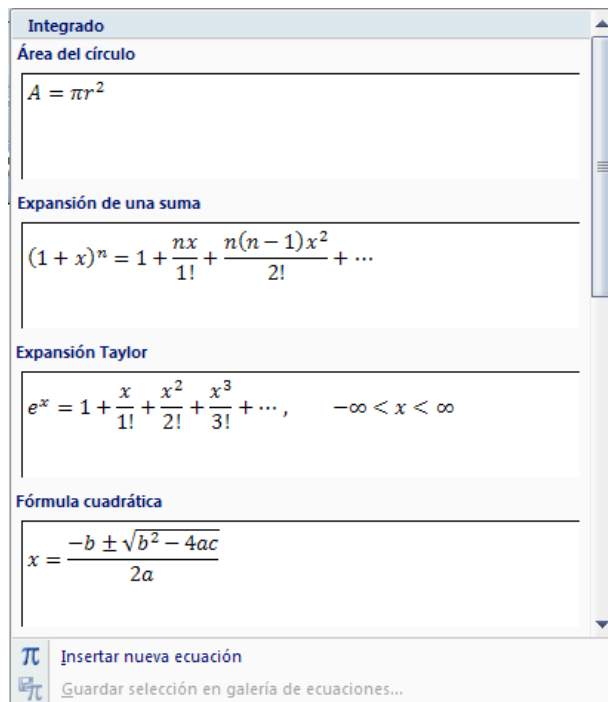 Integrado
Área del círculo
A = πr²
Expansión de una suma
(1 + x)ⁿ = 1 + nx/1! + n(n − 1)x²/2! + ⋯
Expansión Taylor
eˣ = 1 + x/1! + x²/2! + x³/3! + ⋯ ,   −∞ < x < ∞
Fórmula cuadrática
x = (−b ± √(b² − 4ac))/2a
π Insertar nueva ecuación
π Guardar selección en galería de ecuaciones...